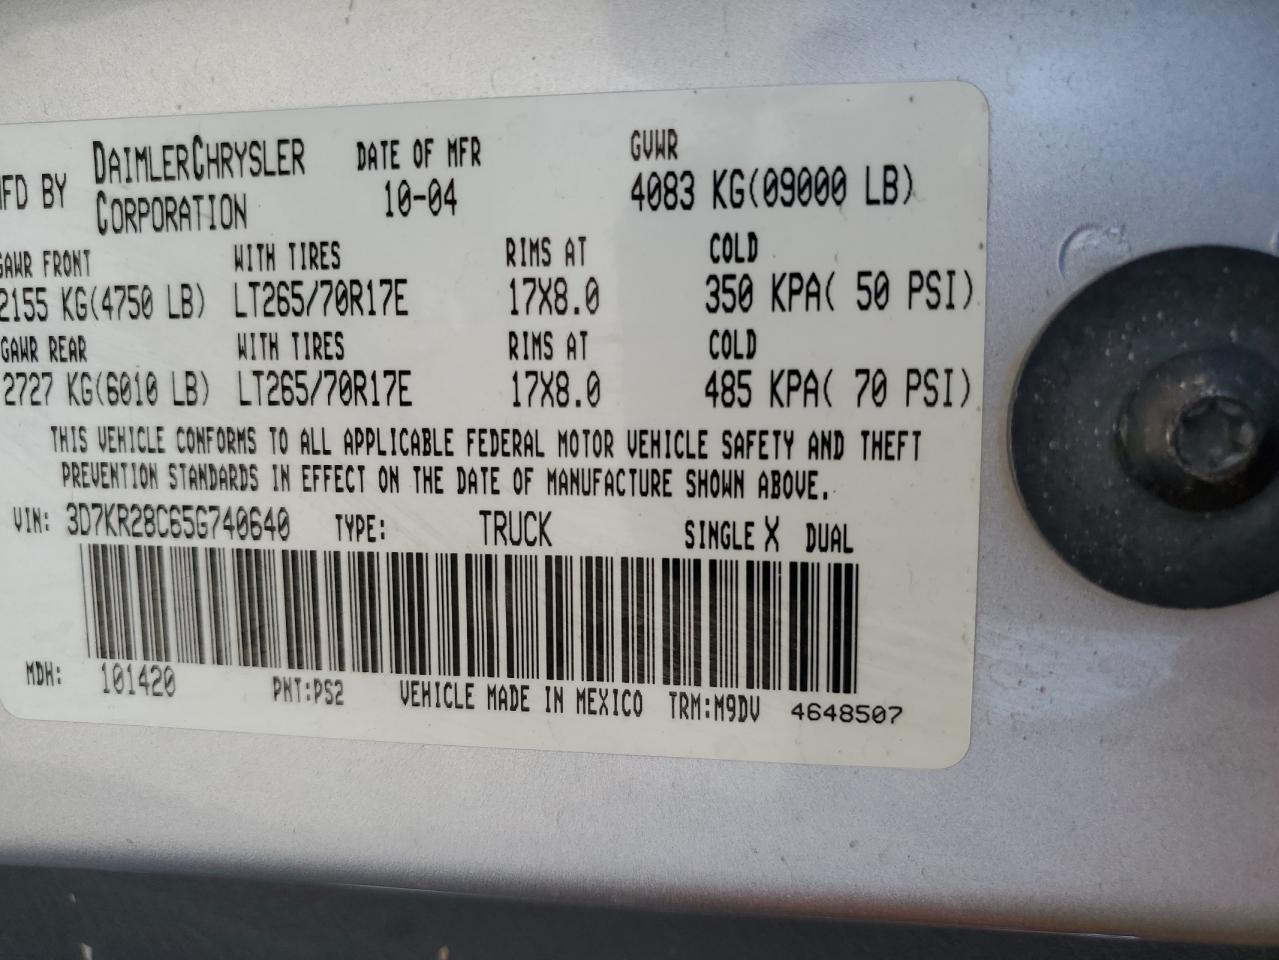 MFD BY DAIMLERCHRYSLER CORPORATION DATE OF MFR 10-04 GVWR 4083 KG(09000 LB)
GAWR FRONT WITH TIRES RIMS AT COLD
2155 KG(4750 LB) LT265/70R17E 17X8.0 350 KPA( 50 PSI)
GAWR REAR WITH TIRES RIMS AT COLD
2727 KG(6010 LB) LT265/70R17E 17X8.0 485 KPA( 70 PSI)
THIS VEHICLE CONFORMS TO ALL APPLICABLE FEDERAL MOTOR VEHICLE SAFETY AND THEFT
PREVENTION STANDARDS IN EFFECT ON THE DATE OF MANUFACTURE SHOWN ABOVE.
VIN: 3D7KR28C65G740640 TYPE: TRUCK SINGLE X DUAL
MDH: 101420 PNT:PS2 VEHICLE MADE IN MEXICO TRM:M9DV 4648507